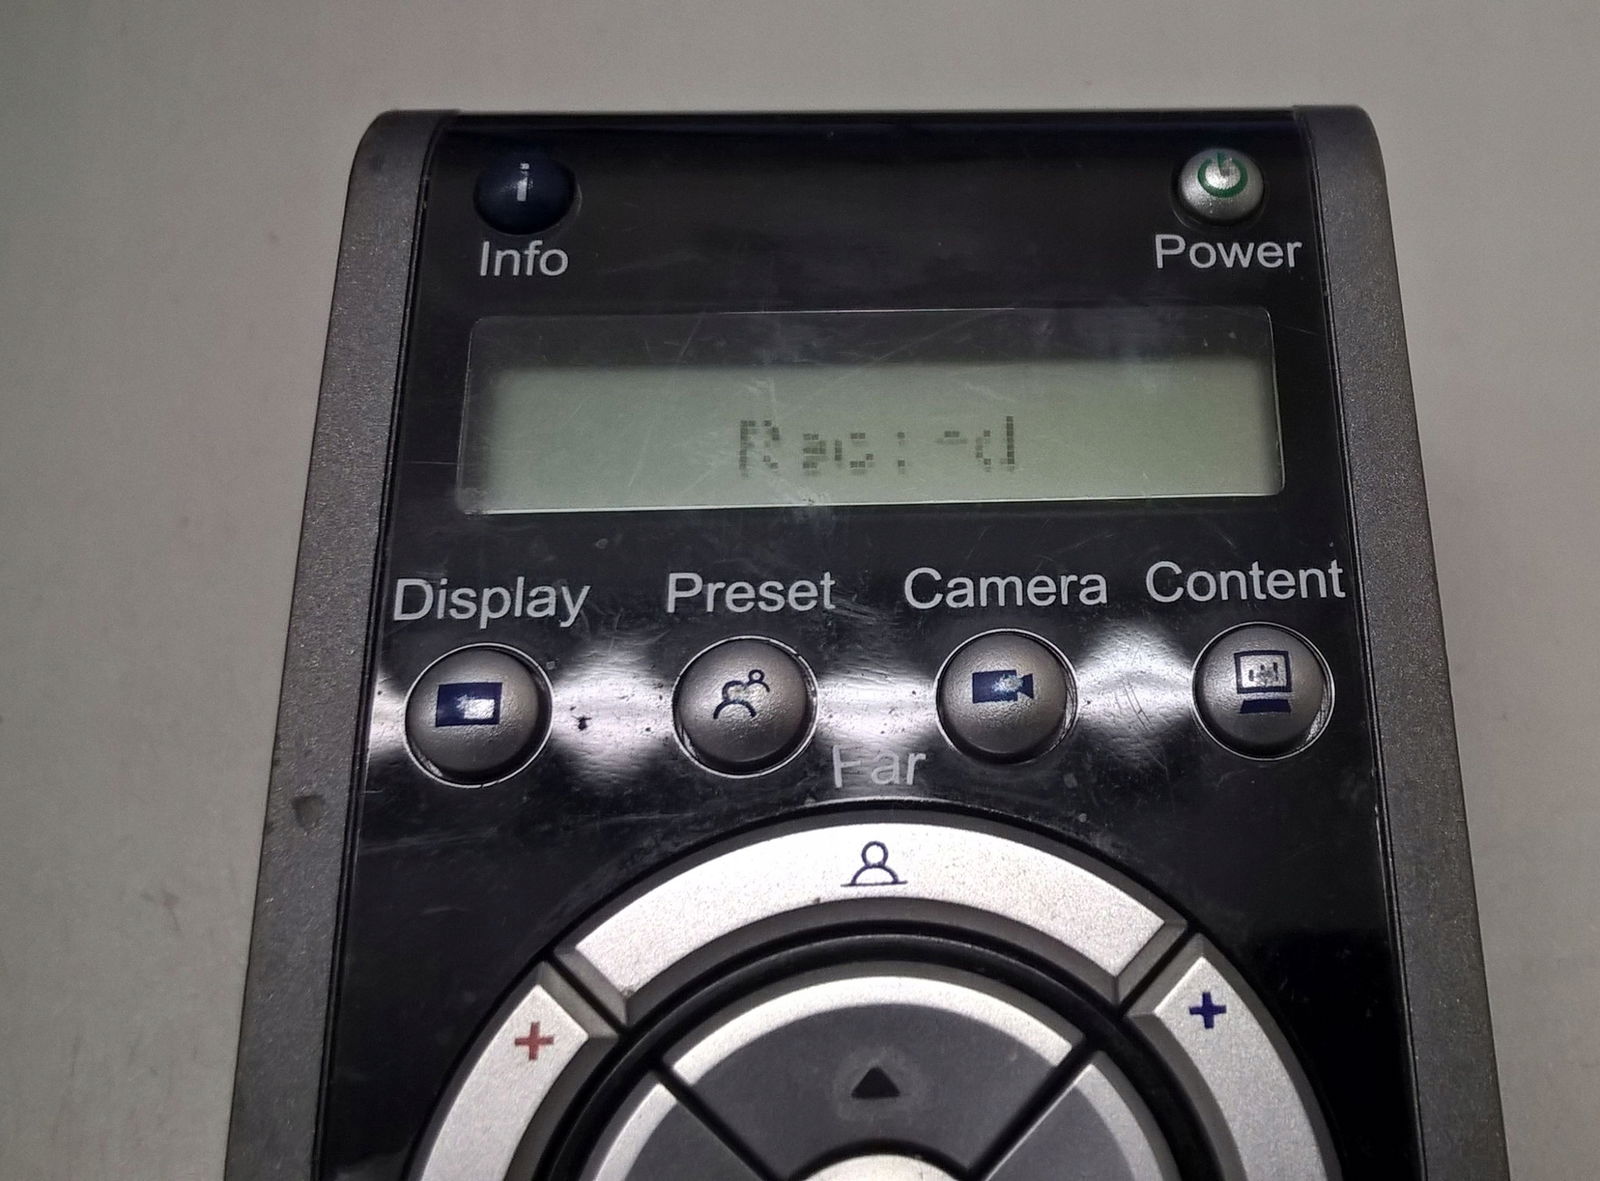 i
Info
Power
Display
Preset
Camera
Content
Far
+
+